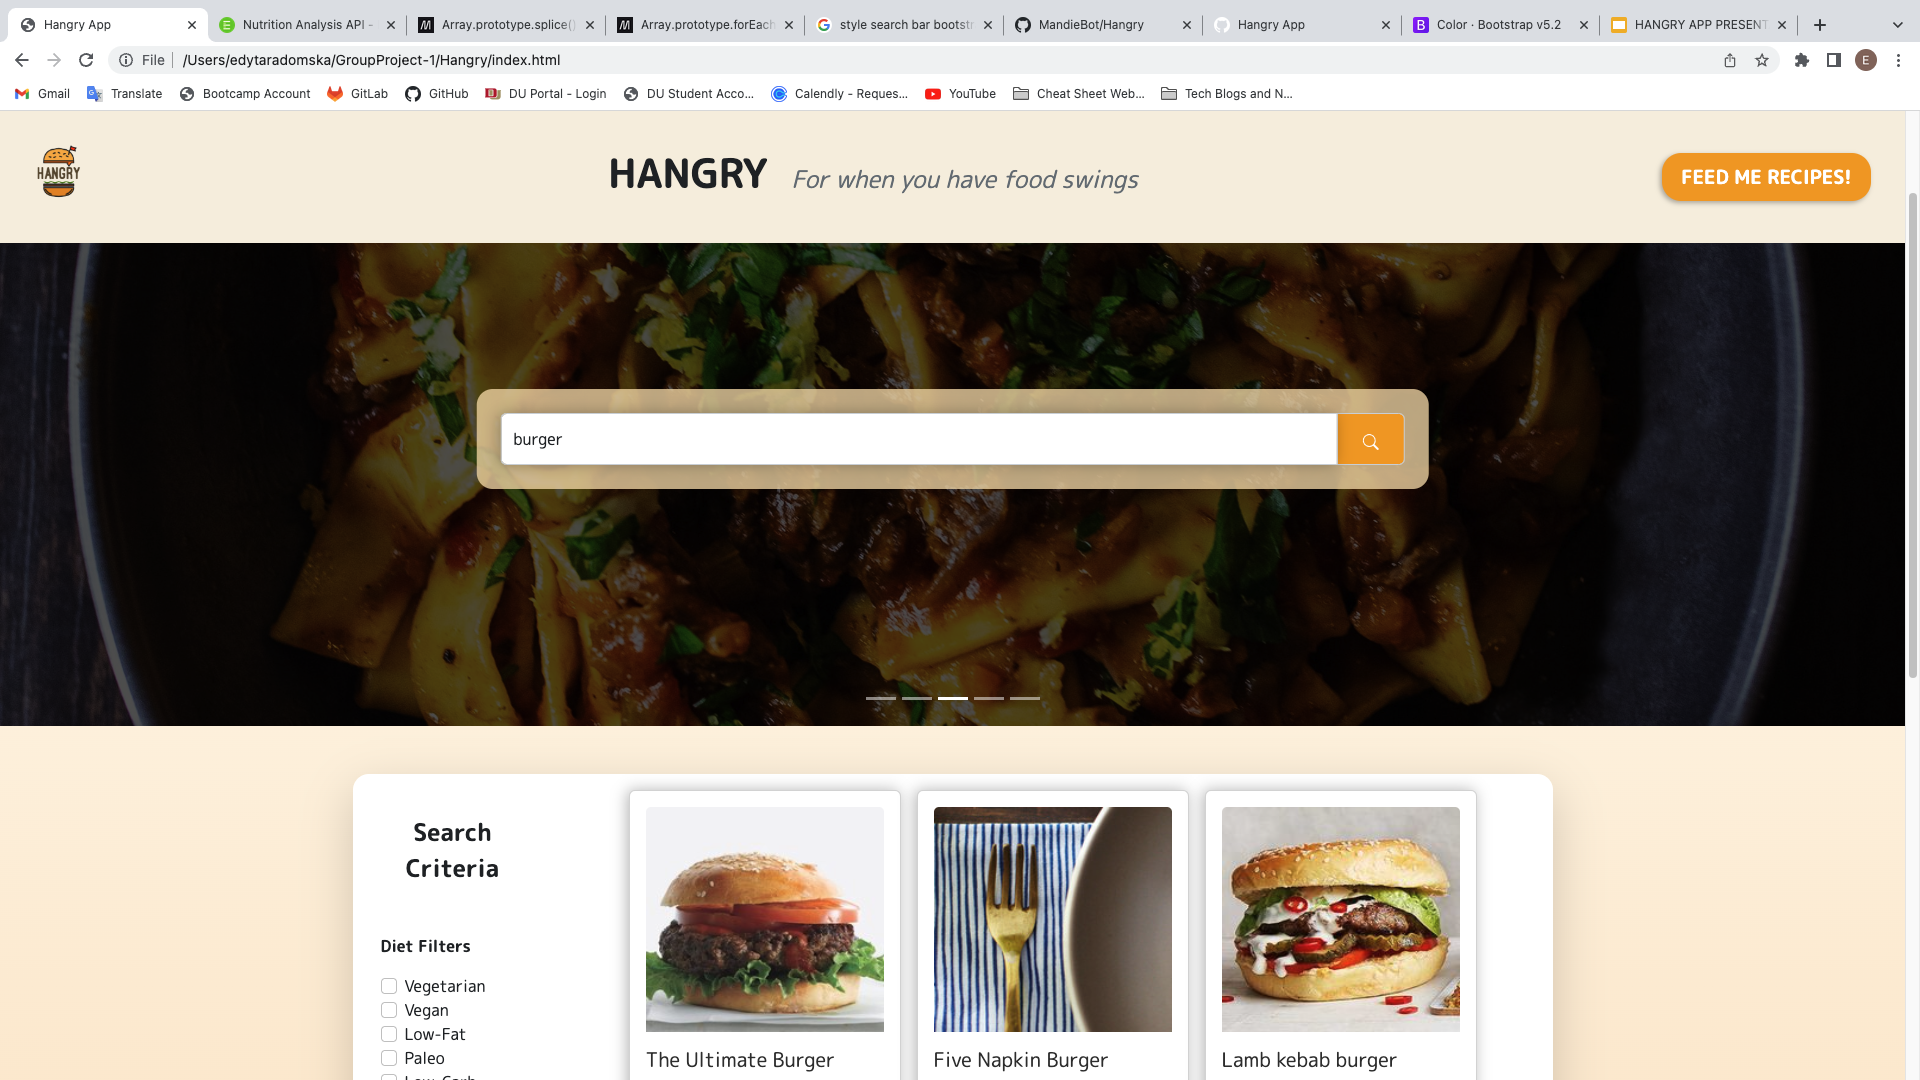 Hangry App
Nutrition Analysis API -
Array.prototype.splice()
Array.prototype.forEach
style search bar bootstr
MandieBot/Hangry
Hangry App
Color · Bootstrap v5.2
HANGRY APP PRESENT
File
/Users/edytaradomska/GroupProject-1/Hangry/index.html
E
Gmail
Translate
Bootcamp Account
GitLab
GitHub
DU Portal - Login
DU Student Acco...
Calendly - Reques...
YouTube
Cheat Sheet Web...
Tech Blogs and N...
HANGRY
HANGRY
For when you have food swings
FEED ME RECIPES!
burger
Search
Criteria
Diet Filters
Vegetarian
Vegan
Low-Fat
Paleo
Low-Carb
The Ultimate Burger
Five Napkin Burger
Lamb kebab burger